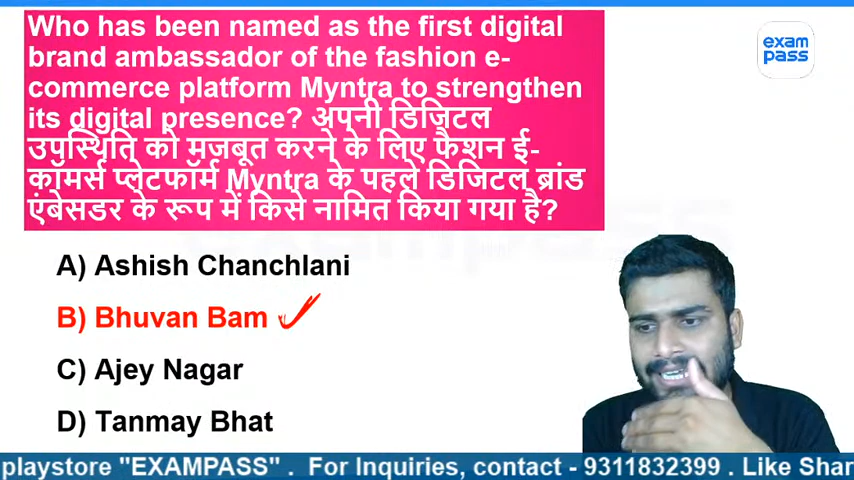 Who has been named as the first digital
brand ambassador of the fashion e-
commerce platform Myntra to strengthen
its digital presence? अपनी डिजिटल
उपस्थिति को मजबूत करने के लिए फैशन ई-
कॉमर्स प्लेटफॉर्म Myntra के पहले डिजिटल ब्रांड
एंबेसडर के रूप में किसे नामित किया गया है?
exam
pass
A) Ashish Chanchlani
B) Bhuvan Bam
C) Ajey Nagar
D) Tanmay Bhat
playstore "EXAMPASS" . For Inquiries, contact - 9311832399 . Like Shar